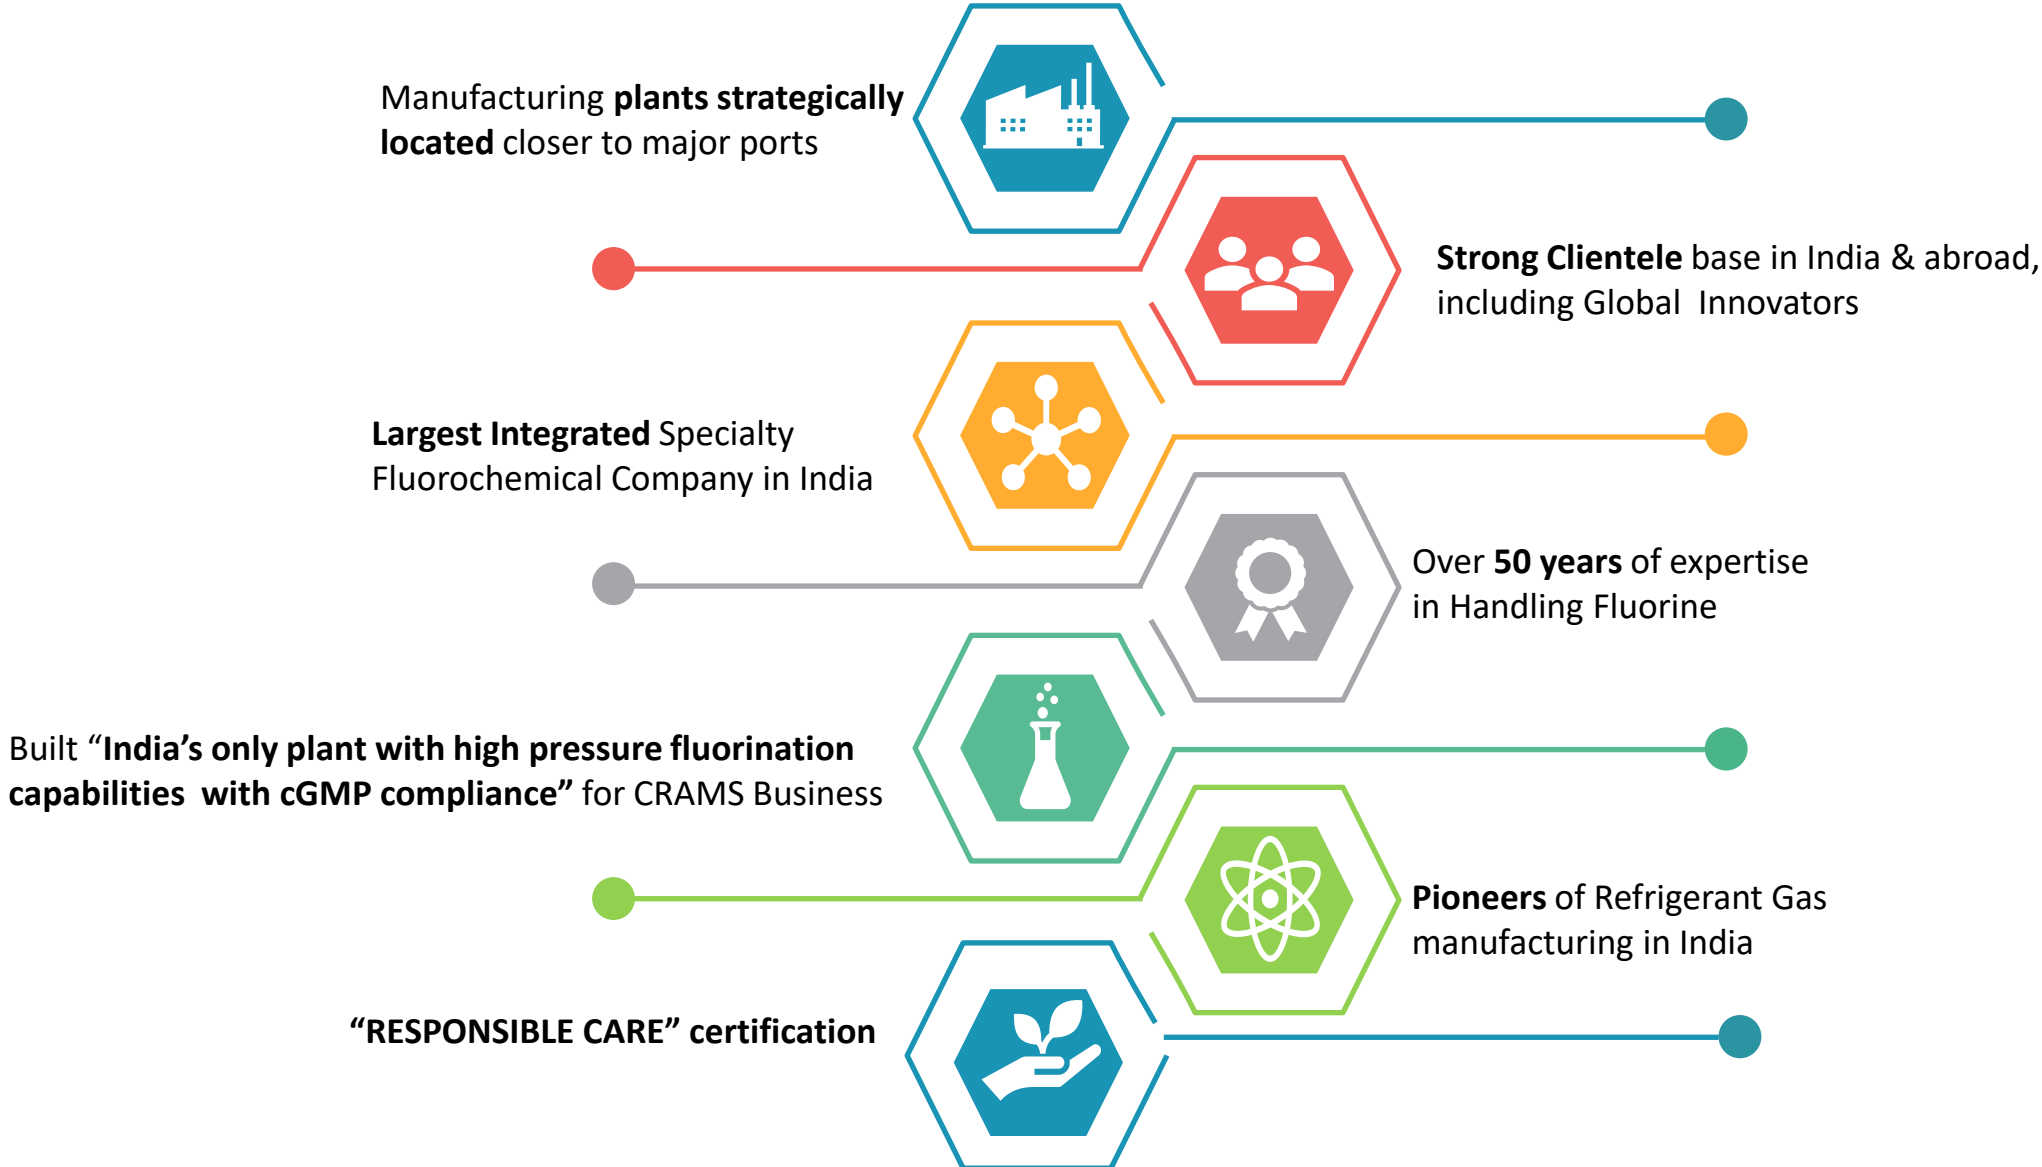 Manufacturing plants strategically
located closer to major ports
Strong Clientele base in India & abroad,
including Global  Innovators
Largest Integrated Specialty
Fluorochemical Company in India
Over 50 years of expertise
in Handling Fluorine
Built “India’s only plant with high pressure fluorination
capabilities  with cGMP compliance” for CRAMS Business
Pioneers of Refrigerant Gas
manufacturing in India
“RESPONSIBLE CARE” certification